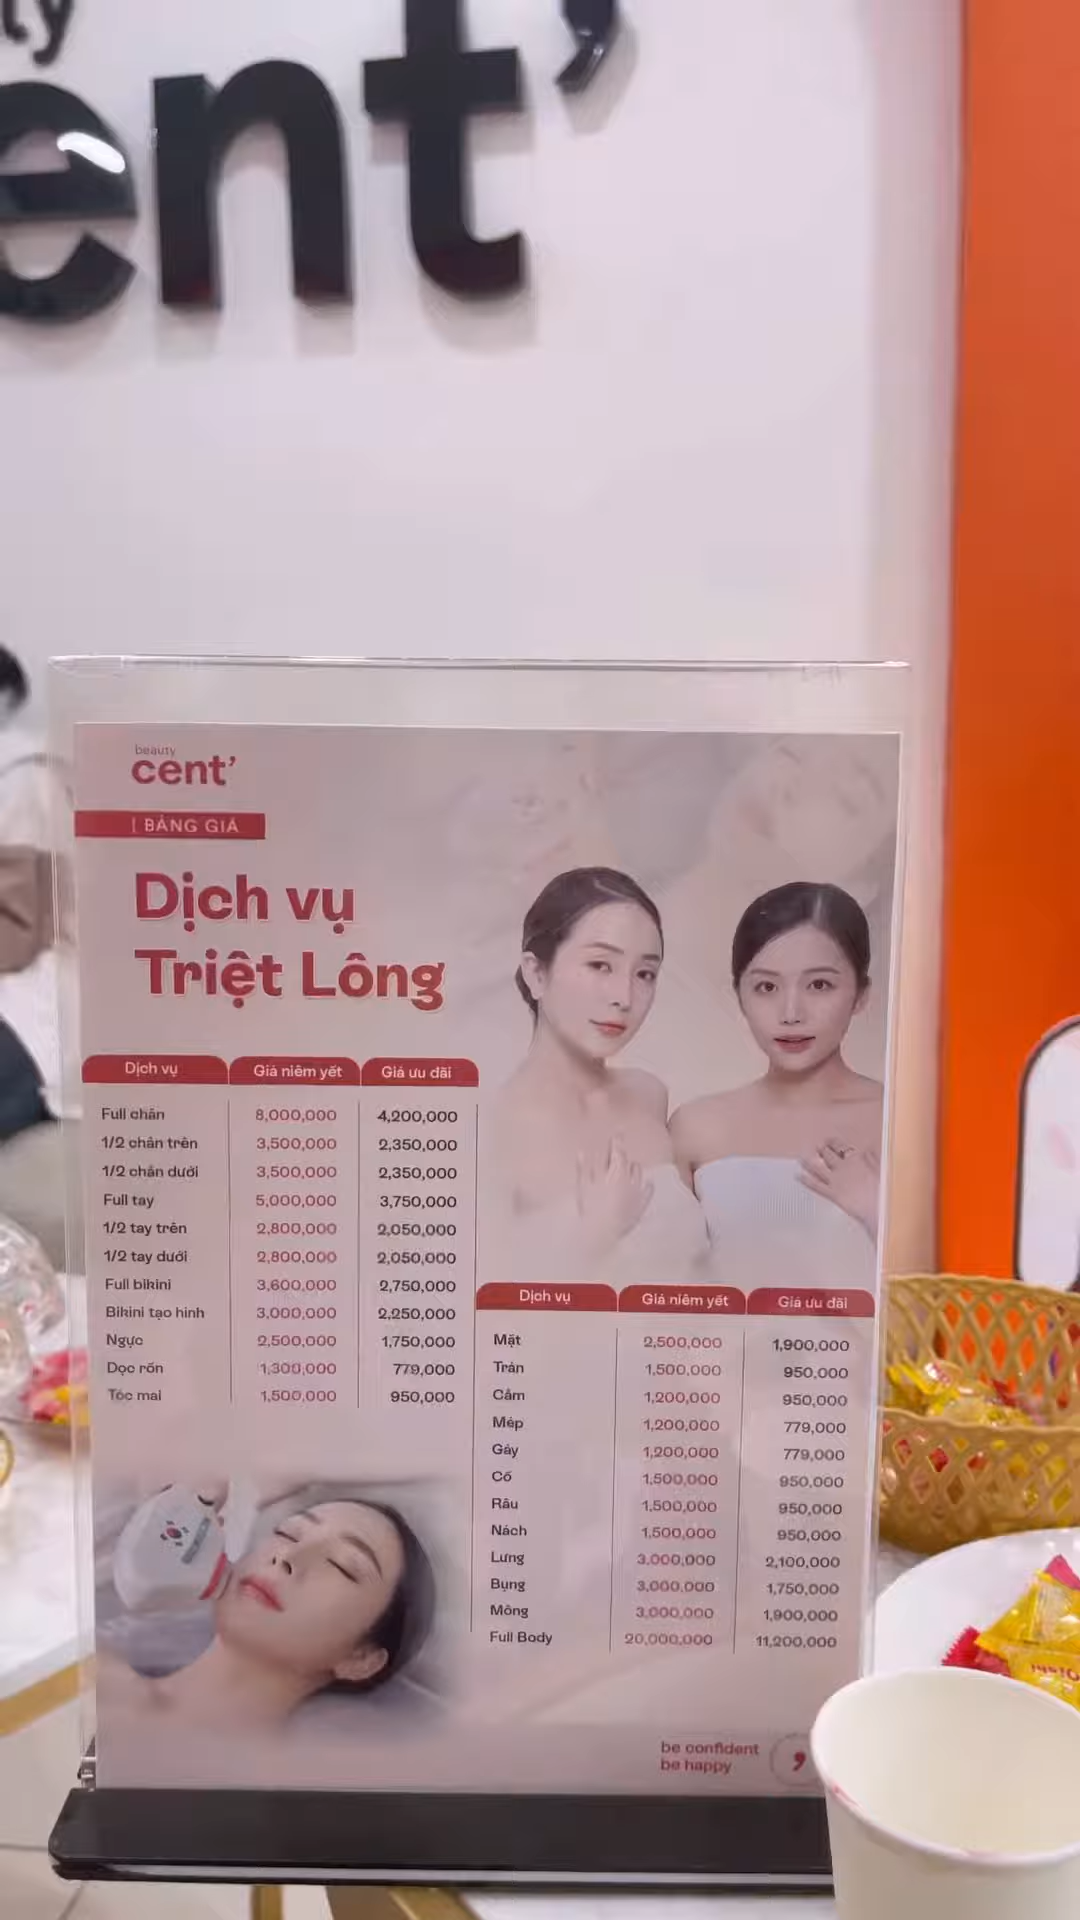 ty
ent’
beauty
cent’
| BẢNG GIÁ
Dịch vụ
Triệt Lông
Dịch vụ Giá niêm yết Giá ưu đãi
Full chân 8,000,000 4,200,000
1/2 chân trên 3,500,000 2,350,000
1/2 chân dưới 3,500,000 2,350,000
Full tay 5,000,000 3,750,000
1/2 tay trên 2,800,000 2,050,000
1/2 tay dưới 2,800,000 2,050,000
Full bikini 3,600,000 2,750,000
Bikini tạo hình 3,000,000 2,250,000
Ngực 2,500,000 1,750,000
Dọc rốn 1,300,000 779,000
Tóc mai 1,500,000 950,000
Dịch vụ Giá niêm yết Giá ưu đãi
Mặt 2,500,000 1,900,000
Trán 1,500,000 950,000
Cằm 1,200,000 950,000
Mép 1,200,000 779,000
Gáy 1,200,000 779,000
Cổ 1,500,000 950,000
Râu 1,500,000 950,000
Nách 1,500,000 950,000
Lưng 3,000,000 2,100,000
Bụng 3,000,000 1,750,000
Mông 3,000,000 1,900,000
Full Body 20,000,000 11,200,000
be confident
be happy